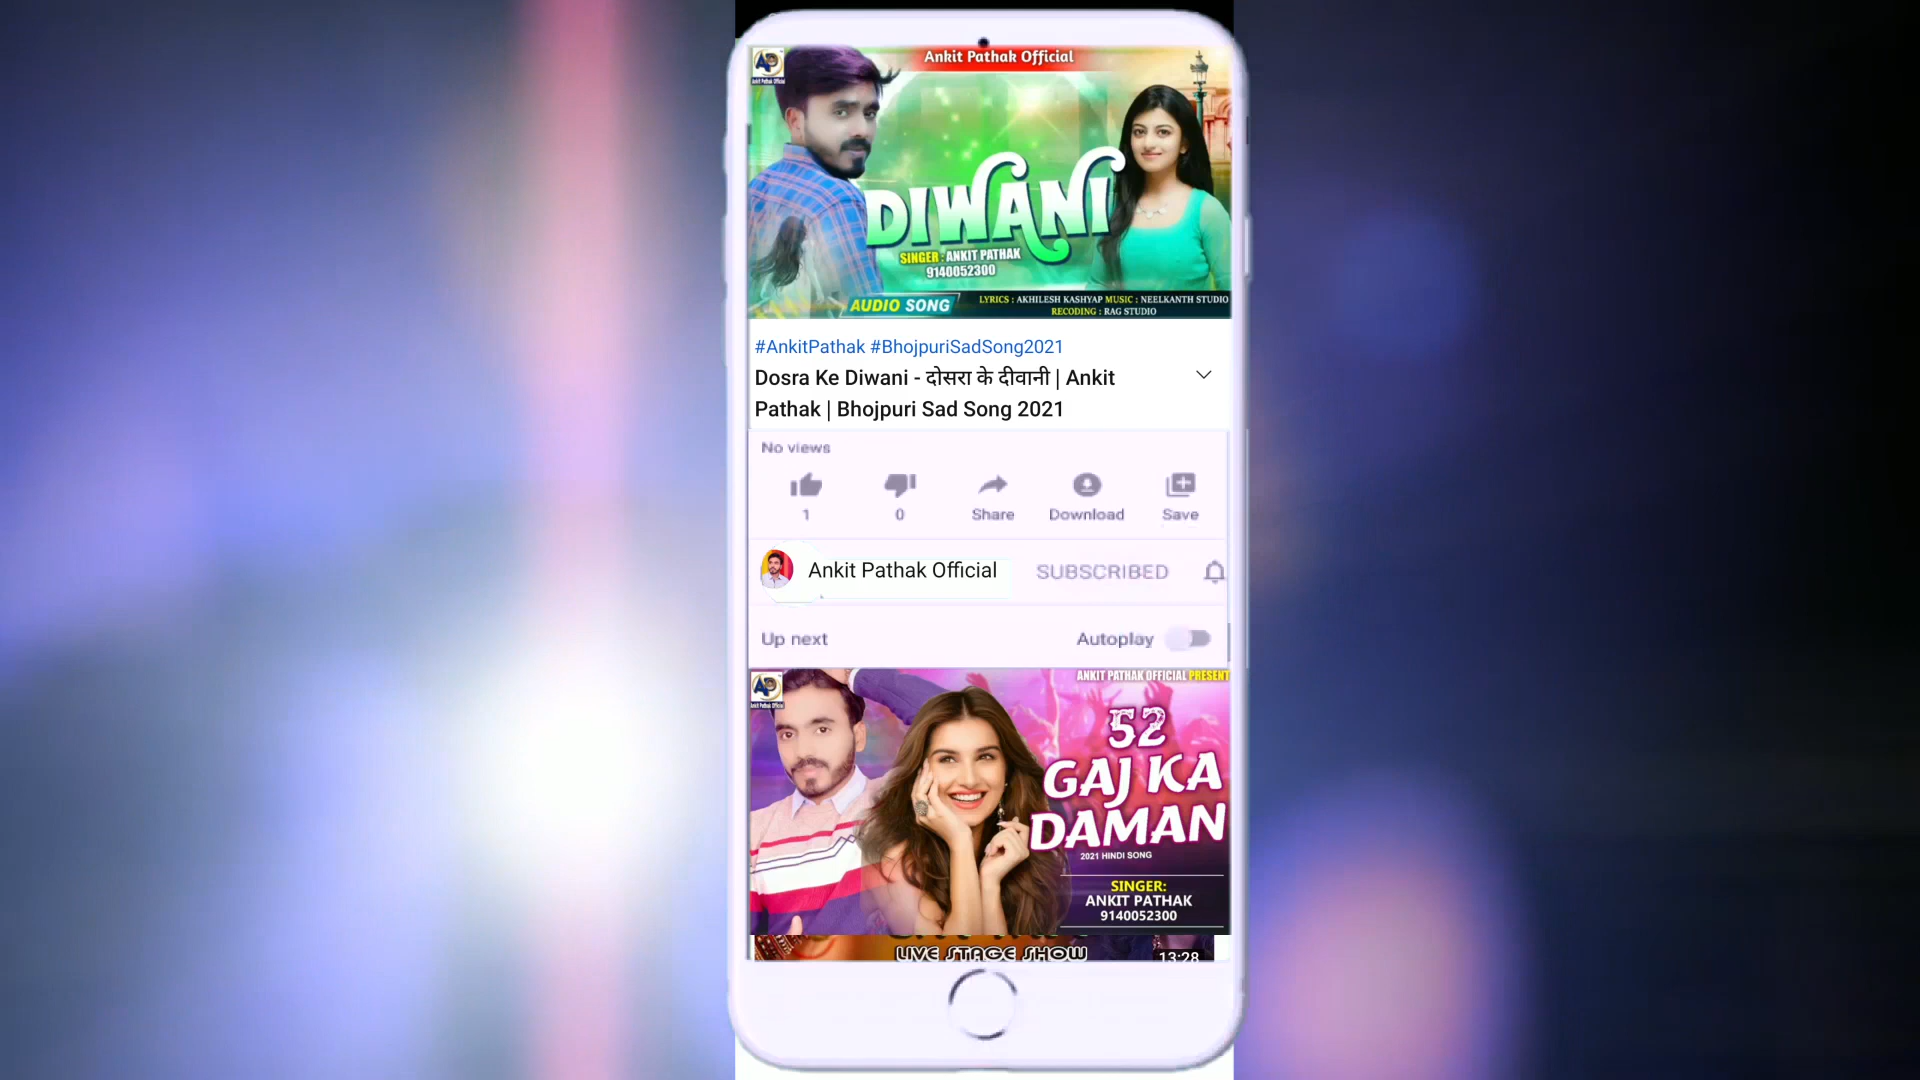 Ankit Pathak Official
DIWANI
SINGER : ANKIT PATHAK
9140052300
AUDIO SONG
LYRICS : AKHILESH KASHYAP MUSIC : NEELKANTH STUDIO
RECODING : RAG STUDIO
#AnkitPathak #BhojpuriSadSong2021
Dosra Ke Diwani - दोसरा के दीवानी | Ankit
Pathak | Bhojpuri Sad Song 2021
No views
1 0 Share Download Save
Ankit Pathak Official SUBSCRIBED
Up next Autoplay
ANKIT PATHAK OFFICIAL PRESENT
52
GAJ KA
DAMAN
2021 HINDI SONG
SINGER:
ANKIT PATHAK
9140052300
LIVE STAGE SHOW
13:28